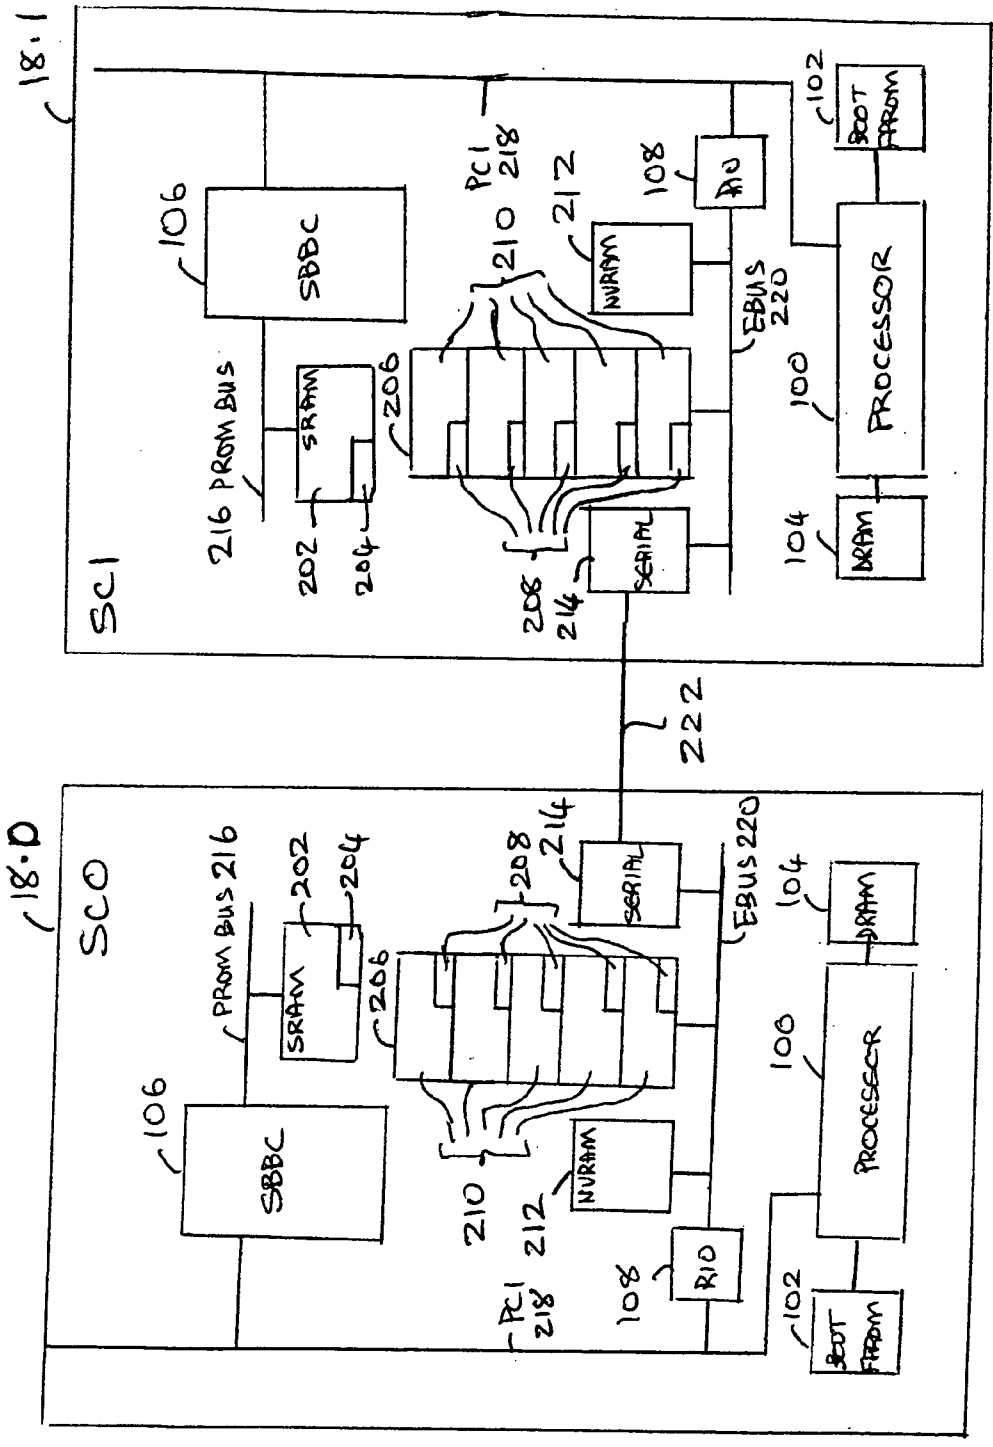 18.0
SC0
106
SBBC
PROM BUS 216
SRAM
202
204
206
208
210
212
NVRAM
SERIAL
214
PCI
218
108
RIO
EBUS 220
102
BOOT
FPROM
100
PROCESSOR
104
DRAM
222
18.1
SC1
216 PROM BUS
106
SBBC
SRAM
202
204
206
PCI
218
210
212
NVRAM
208
214
SERIAL
108
RIO
EBUS
220
104
DRAM
100
PROCESSOR
102
BOOT
FPROM